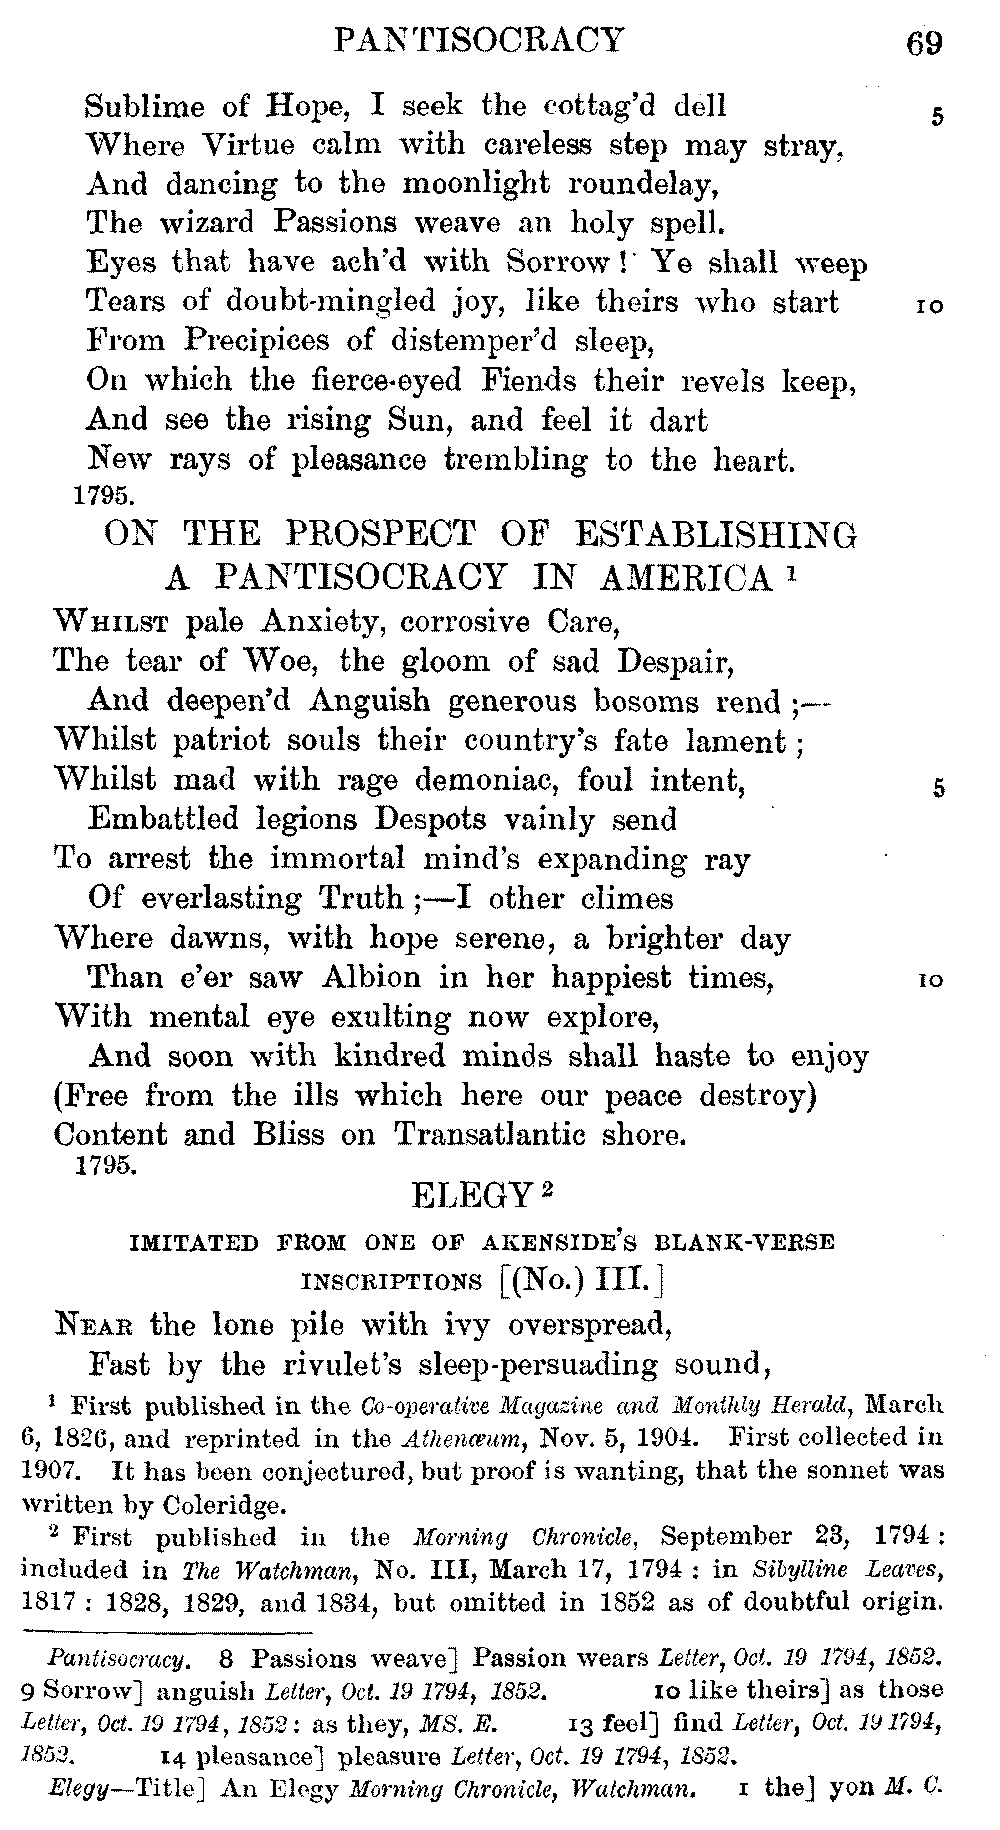 PANTISOCRACY 69
Sublime of Hope, I seek the cottag'd dell 5
Where Virtue calm with careless step may stray,
And dancing to the moonlight roundelay,
The wizard Passions weave an holy spell.
Eyes that have ach'd with Sorrow! Ye shall weep
Tears of doubt-mingled joy, like theirs who start 10
From Precipices of distemper'd sleep,
On which the fierce-eyed Fiends their revels keep,
And see the rising Sun, and feel it dart
New rays of pleasance trembling to the heart.
1795.
ON THE PROSPECT OF ESTABLISHING
A PANTISOCRACY IN AMERICA ¹
WHILST pale Anxiety, corrosive Care,
The tear of Woe, the gloom of sad Despair,
And deepen'd Anguish generous bosoms rend ;—
Whilst patriot souls their country's fate lament ;
Whilst mad with rage demoniac, foul intent, 5
Embattled legions Despots vainly send
To arrest the immortal mind's expanding ray
Of everlasting Truth ;—I other climes
Where dawns, with hope serene, a brighter day
Than e'er saw Albion in her happiest times, 10
With mental eye exulting now explore,
And soon with kindred minds shall haste to enjoy
(Free from the ills which here our peace destroy)
Content and Bliss on Transatlantic shore.
1795.
ELEGY ²
IMITATED FROM ONE OF AKENSIDE'S BLANK-VERSE
INSCRIPTIONS [(No.) III.]
NEAR the lone pile with ivy overspread,
Fast by the rivulet's sleep-persuading sound,
¹ First published in the Co-operative Magazine and Monthly Herald, March
6, 1826, and reprinted in the Athenæum, Nov. 5, 1904. First collected in
1907. It has been conjectured, but proof is wanting, that the sonnet was
written by Coleridge.
² First published in the Morning Chronicle, September 23, 1794 :
included in The Watchman, No. III, March 17, 1794 : in Sibylline Leaves,
1817 : 1828, 1829, and 1834, but omitted in 1852 as of doubtful origin.
Pantisocracy. 8 Passions weave] Passion wears Letter, Oct. 19 1794, 1852.
9 Sorrow] anguish Letter, Oct. 19 1794, 1852. 10 like theirs] as those
Letter, Oct. 19 1794, 1852 : as they, MS. E. 13 feel] find Letter, Oct. 19 1794,
1852. 14 pleasance] pleasure Letter, Oct. 19 1794, 1852.
Elegy—Title] An Elegy Morning Chronicle, Watchman. 1 the] yon M. C.